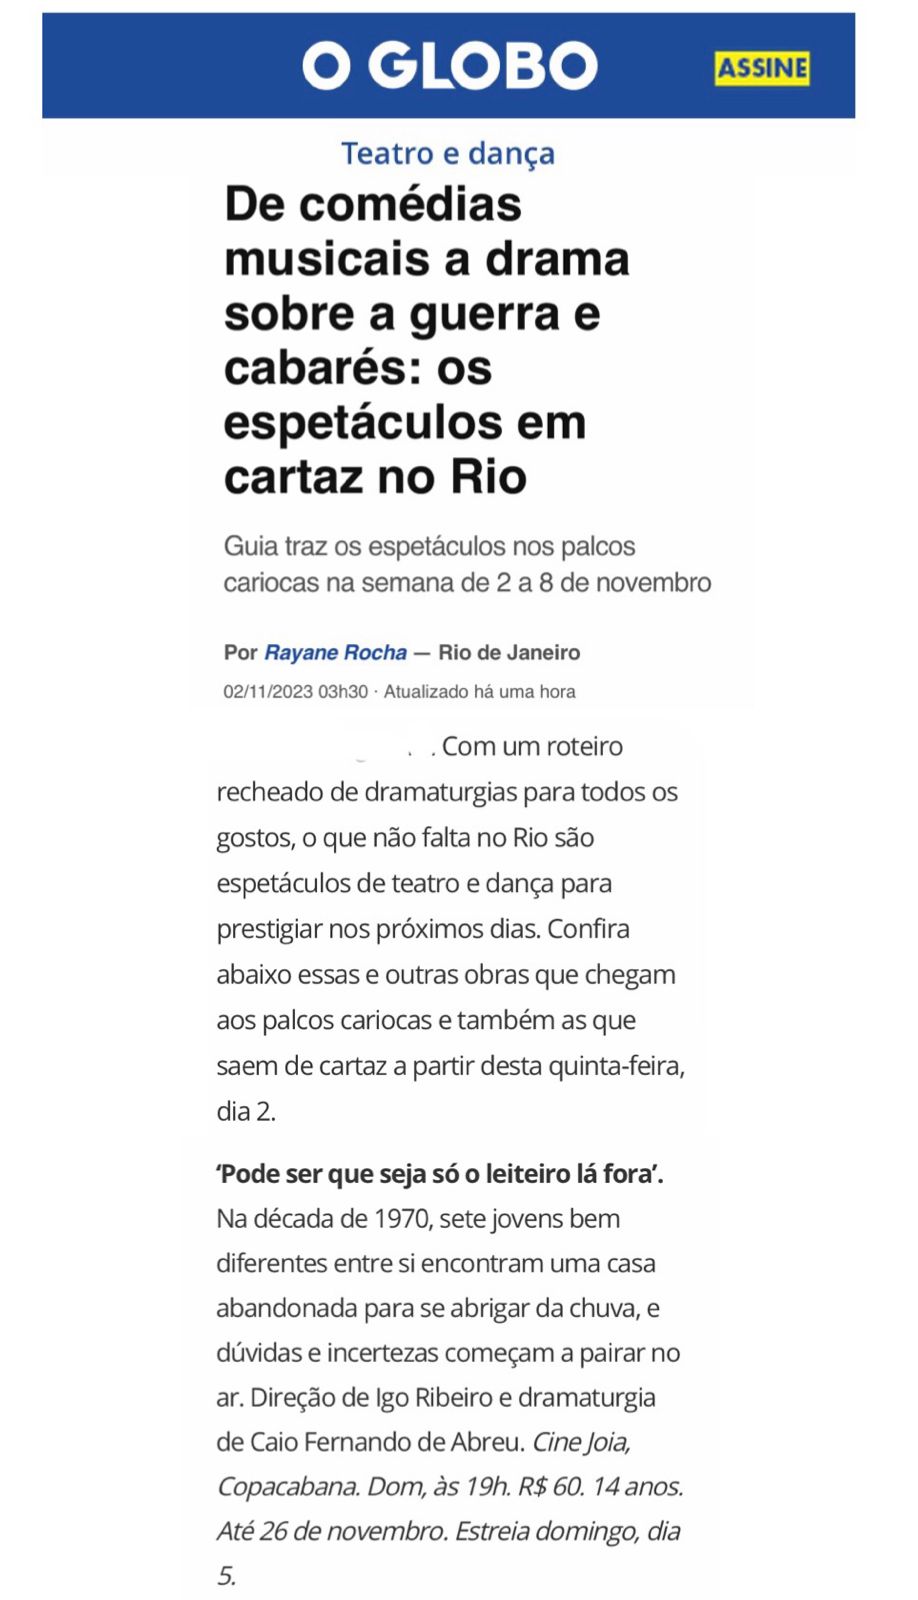 O GLOBO
ASSINE
Teatro e dança
De comédias
musicais a drama
sobre a guerra e
cabarés: os
espetáculos em
cartaz no Rio
Guia traz os espetáculos nos palcos
cariocas na semana de 2 a 8 de novembro
Por Rayane Rocha — Rio de Janeiro
02/11/2023 03h30 · Atualizado há uma hora
. Com um roteiro
recheado de dramaturgias para todos os
gostos, o que não falta no Rio são
espetáculos de teatro e dança para
prestigiar nos próximos dias. Confira
abaixo essas e outras obras que chegam
aos palcos cariocas e também as que
saem de cartaz a partir desta quinta-feira,
dia 2.
‘Pode ser que seja só o leiteiro lá fora’.
Na década de 1970, sete jovens bem
diferentes entre si encontram uma casa
abandonada para se abrigar da chuva, e
dúvidas e incertezas começam a pairar no
ar. Direção de Igo Ribeiro e dramaturgia
de Caio Fernando de Abreu. Cine Joia,
Copacabana. Dom, às 19h. R$ 60. 14 anos.
Até 26 de novembro. Estreia domingo, dia
5.